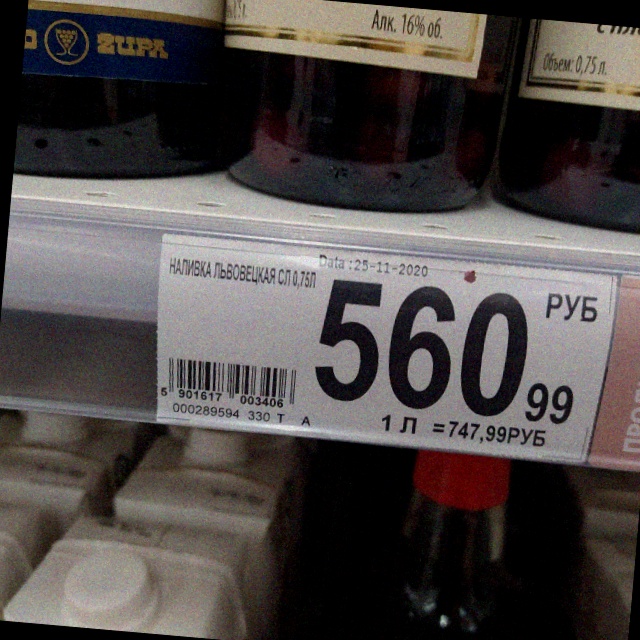 ZUPA
Алк. 16% об.
Объем: 0,75 л.
Data :25-11-2020
НАЛИВКА ЛЬВОВЕЦКАЯ СЛ 0,75Л
560 99 РУБ
5 901617 003406
000289594 330 Т А
1 Л =747,99РУБ